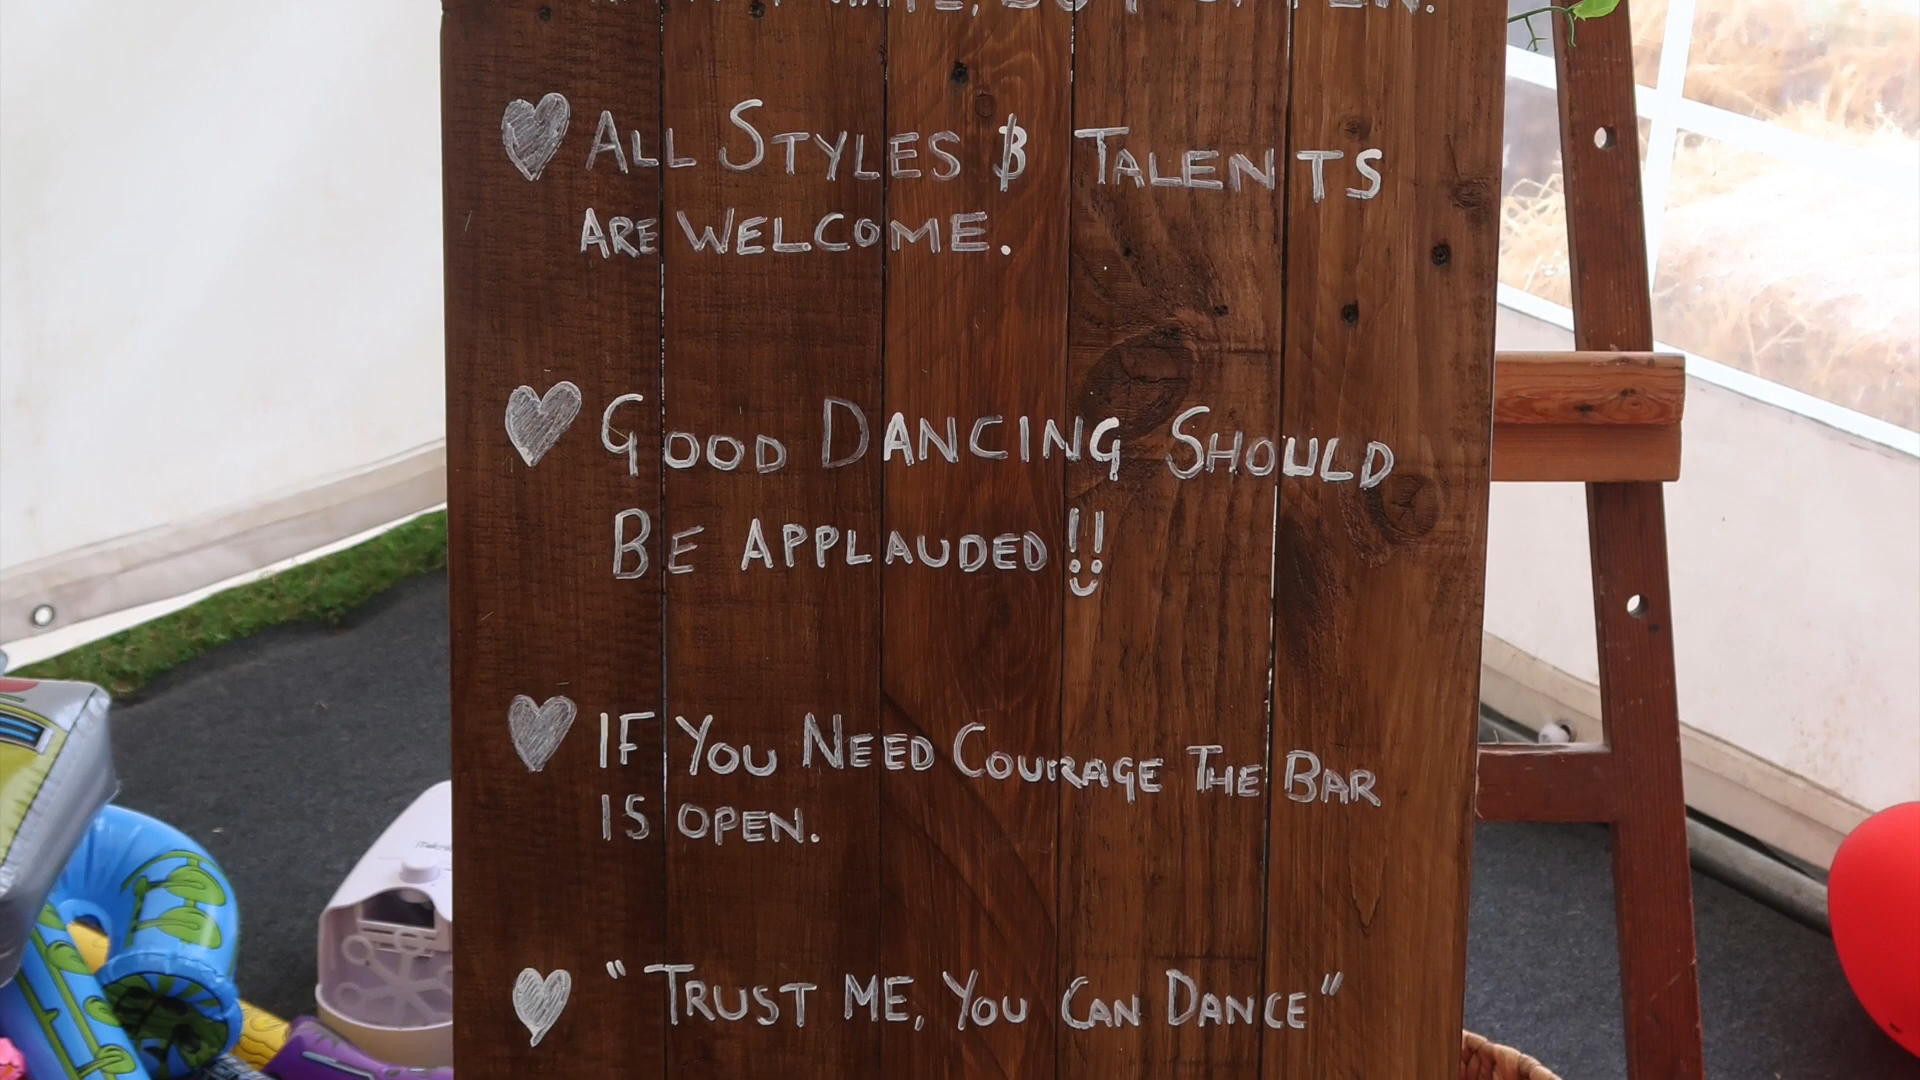 ALL STYLES & TALENTS
ARE WELCOME.
GOOD DANCING SHOULD
BE APPLAUDED!!
IF YOU NEED COURAGE THE BAR
IS OPEN.
"TRUST ME, YOU CAN DANCE"